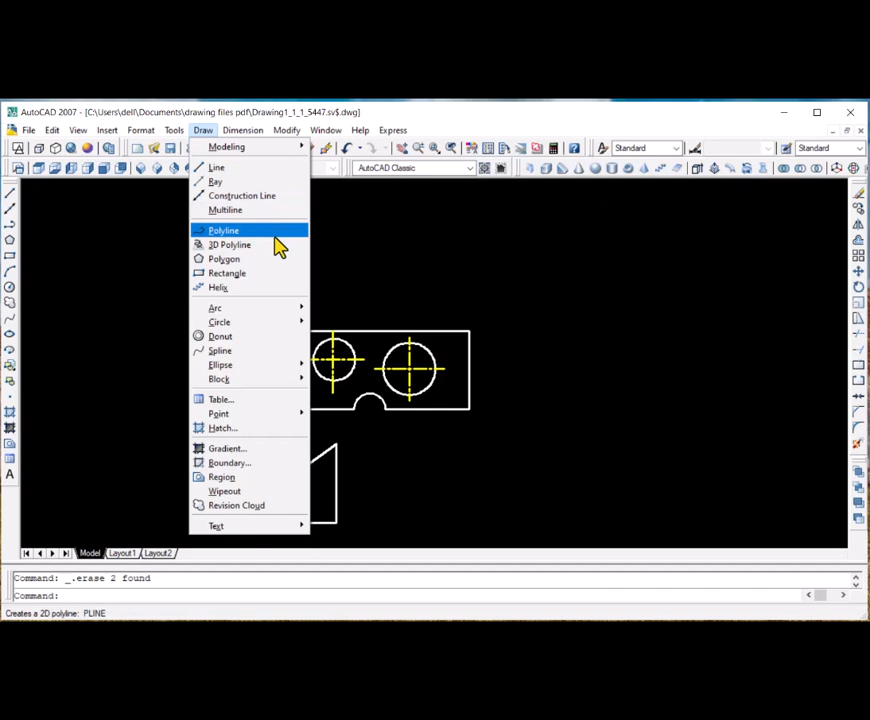 AutoCAD 2007 - [C:\Users\dell\Documents\drawing files pdf\Drawing1_1_1_5447.sv$.dwg]
File Edit View Insert Format Tools Draw Dimension Modify Window Help Express
Standard Standard
AutoCAD Classic
Modeling
Line
Ray
Construction Line
Multiline
Polyline
3D Polyline
Polygon
Rectangle
Helix
Arc
Circle
Donut
Spline
Ellipse
Block
Table...
Point
Hatch...
Gradient...
Boundary...
Region
Wipeout
Revision Cloud
Text
A
Model Layout1 Layout2
Command: _.erase 2 found
Command:
Creates a 2D polyline: PLINE